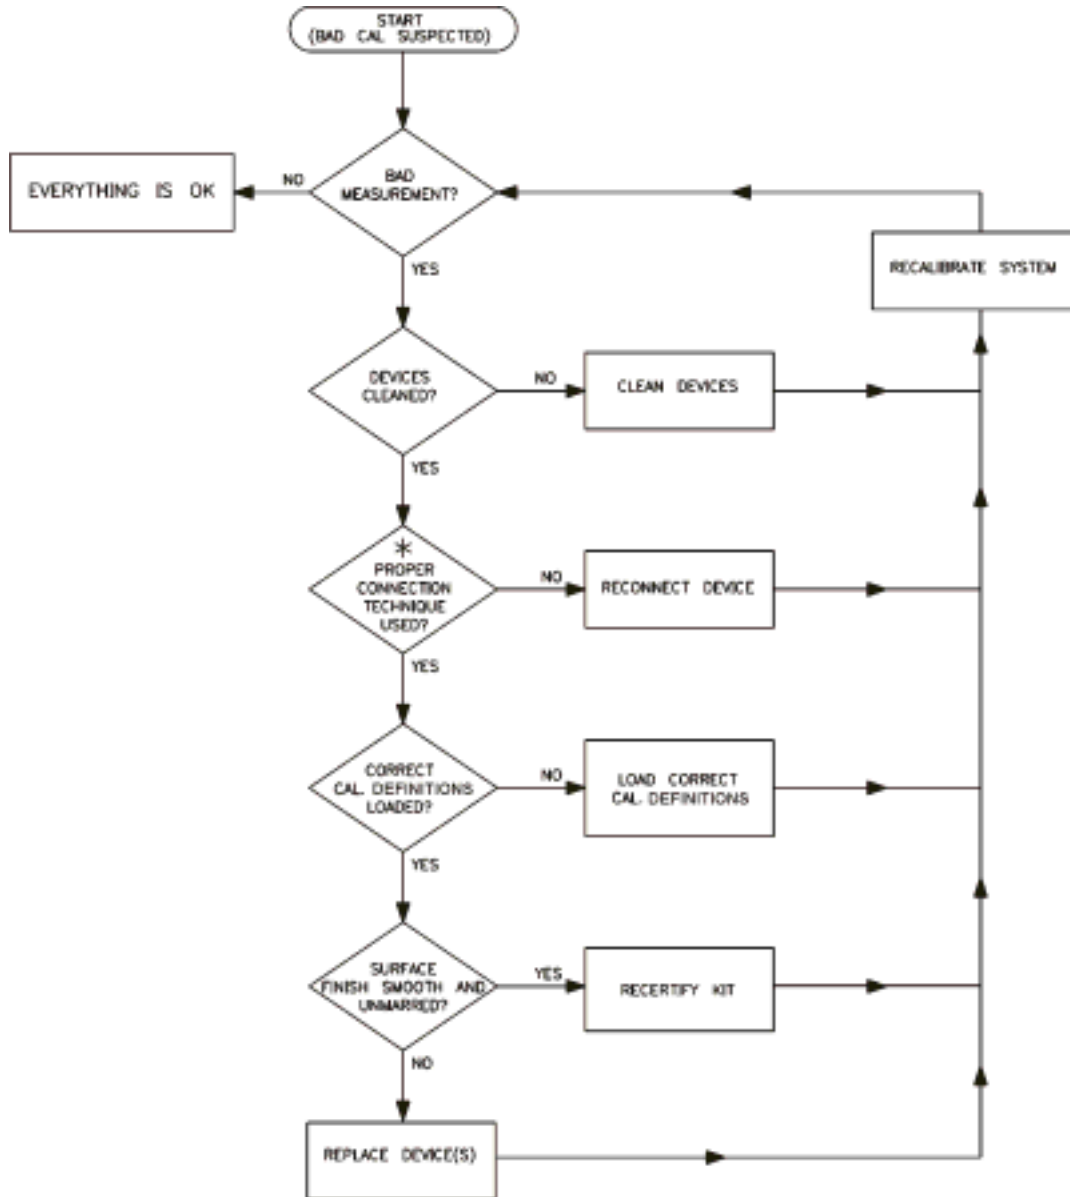 START
(BAD CAL SUSPECTED)
BAD
MEASUREMENT?
NO
EVERYTHING IS OK
YES
RECALIBRATE SYSTEM
DEVICES
CLEANED?
NO
CLEAN DEVICES
YES
*
PROPER
CONNECTION
TECHNIQUE
USED?
NO
RECONNECT DEVICE
YES
CORRECT
CAL. DEFINITIONS
LOADED?
NO
LOAD CORRECT
CAL. DEFINITIONS
YES
SURFACE
FINISH SMOOTH AND
UNMARRED?
YES
RECERTIFY KIT
NO
REPLACE DEVICE(S)